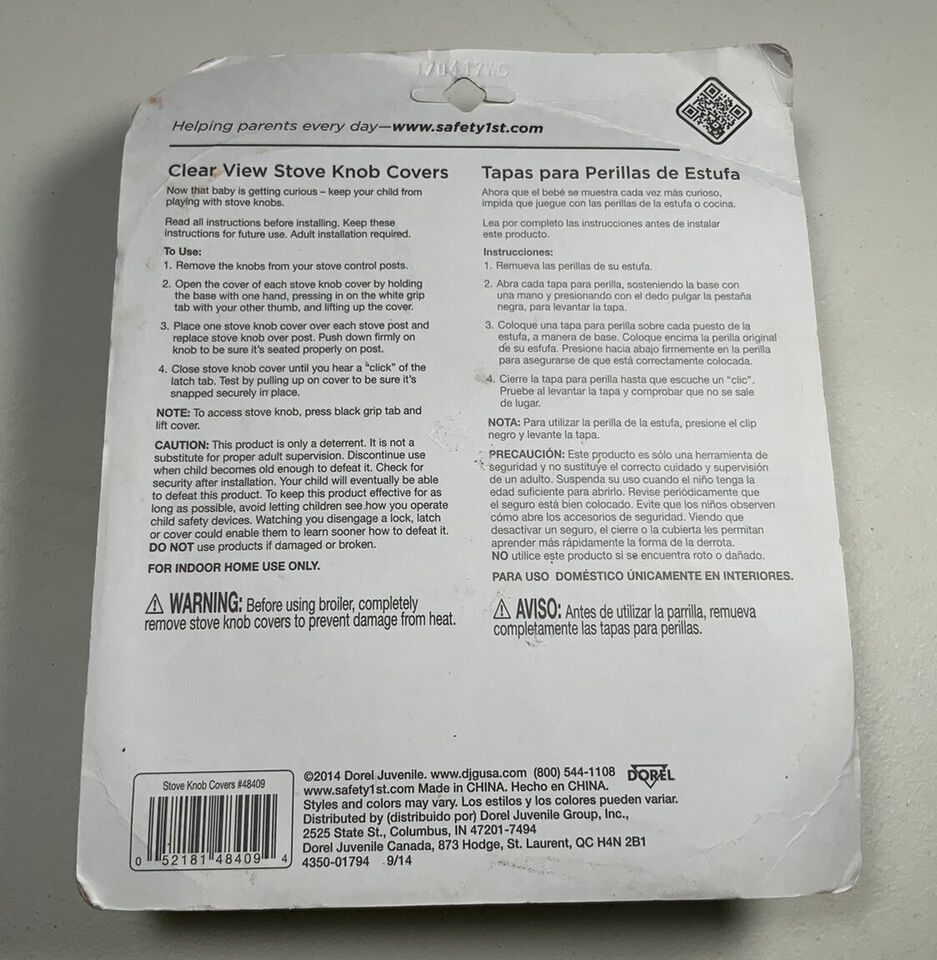 170417WC
Helping parents every day—www.safety1st.com
Clear View Stove Knob Covers
Now that baby is getting curious – keep your child from
playing with stove knobs.
Read all instructions before installing. Keep these
instructions for future use. Adult installation required.
To Use:
1. Remove the knobs from your stove control posts.
2. Open the cover of each stove knob cover by holding
the base with one hand, pressing in on the white grip
tab with your other thumb, and lifting up the cover.
3. Place one stove knob cover over each stove post and
replace stove knob over post. Push down firmly on
knob to be sure it's seated properly on post.
4. Close stove knob cover until you hear a "click" of the
latch tab. Test by pulling up on cover to be sure it's
snapped securely in place.
NOTE: To access stove knob, press black grip tab and
lift cover.
CAUTION: This product is only a deterrent. It is not a
substitute for proper adult supervision. Discontinue use
when child becomes old enough to defeat it. Check for
security after installation. Your child will eventually be able
to defeat this product. To keep this product effective for as
long as possible, avoid letting children see how you operate
child safety devices. Watching you disengage a lock, latch
or cover could enable them to learn sooner how to defeat it.
DO NOT use products if damaged or broken.
FOR INDOOR HOME USE ONLY.
⚠ WARNING: Before using broiler, completely
remove stove knob covers to prevent damage from heat.
Tapas para Perillas de Estufa
Ahora que el bebé se muestra cada vez más curioso,
impida que juegue con las perillas de la estufa o cocina.
Lea por completo las instrucciones antes de instalar
este producto.
Instrucciones:
1. Remueva las perillas de su estufa.
2. Abra cada tapa para perilla, sosteniendo la base con
una mano y presionando con el dedo pulgar la pestaña
negra, para levantar la tapa.
3. Coloque una tapa para perilla sobre cada puesto de la
estufa, a manera de base. Coloque encima la perilla original
de su estufa. Presione hacia abajo firmemente en la perilla
para asegurarse de que está correctamente colocada.
4. Cierre la tapa para perilla hasta que escuche un "clic".
Pruebe al levantar la tapa y comprobar que no se sale
de lugar.
NOTA: Para utilizar la perilla de la estufa, presione el clip
negro y levante la tapa.
PRECAUCIÓN: Este producto es sólo una herramienta de
seguridad y no sustituye el correcto cuidado y supervisión
de un adulto. Suspenda su uso cuando el niño tenga la
edad suficiente para abrirlo. Revise periódicamente que
el seguro está bien colocado. Evite que los niños observen
cómo abre los accesorios de seguridad. Viendo que
desactivar un seguro, el cierre o la cubierta les permitan
aprender más rápidamente la forma de la derrota.
NO utilice este producto si se encuentra roto o dañado.
PARA USO DOMÉSTICO ÚNICAMENTE EN INTERIORES.
⚠ AVISO: Antes de utilizar la parrilla, remueva
completamente las tapas para perillas.
Stove Knob Covers #48409
0 52181 48409 4
©2014 Dorel Juvenile. www.djgusa.com (800) 544-1108
DOREL
www.safety1st.com Made in CHINA. Hecho en CHINA.
Styles and colors may vary. Los estilos y los colores pueden variar.
Distributed by (distribuido por) Dorel Juvenile Group, Inc.,
2525 State St., Columbus, IN 47201-7494
Dorel Juvenile Canada, 873 Hodge, St. Laurent, QC H4N 2B1
4350-01794 9/14